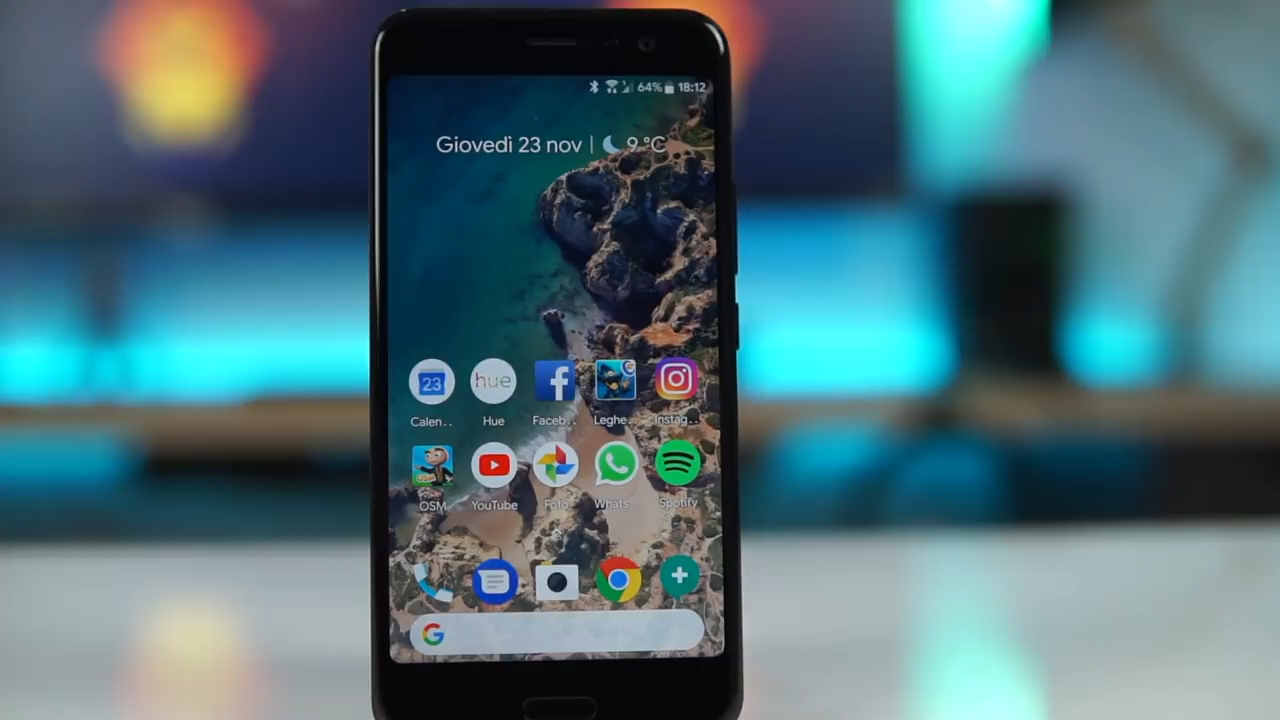 64% 18:12
Giovedì 23 nov | 9 °C
23 hue
Calen.. Hue Faceb.. Leghe.. Instag..
OSM YouTube Foto Whats.. Spotify
G